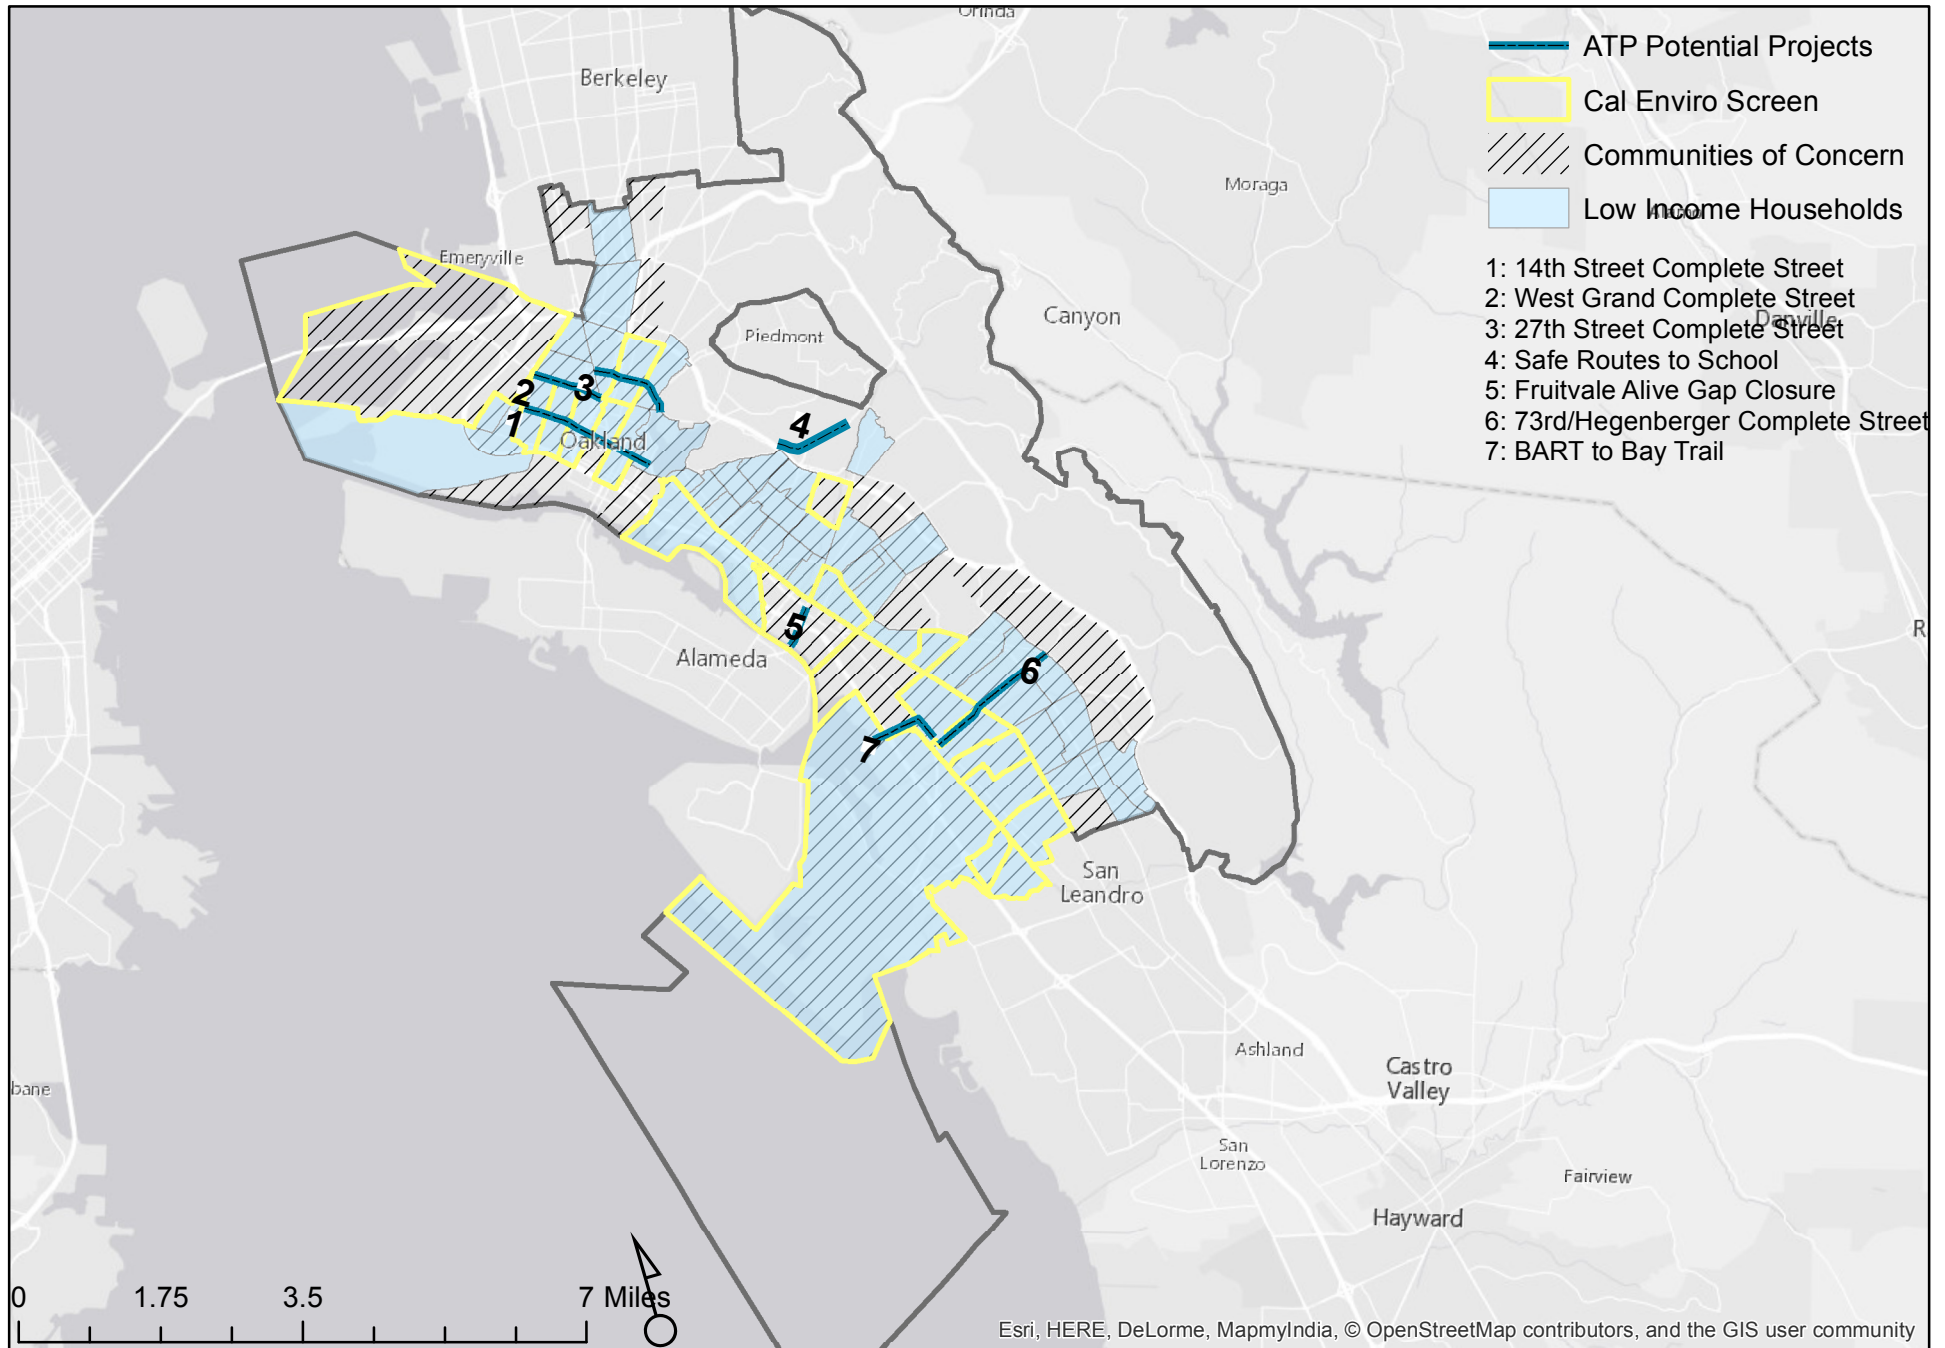 Orinda
Berkeley
Moraga
Emeryville
Piedmont
Canyon
Oakland
Alameda
San
Leandro
Ashland
Castro
Valley
San
Lorenzo
Fairview
Hayward
bane
R
Alamo
Danville
ATP Potential Projects
Cal Enviro Screen
Communities of Concern
Low Income Households
1: 14th Street Complete Street
2: West Grand Complete Street
3: 27th Street Complete Street
4: Safe Routes to School
5: Fruitvale Alive Gap Closure
6: 73rd/Hegenberger Complete Street
7: BART to Bay Trail
2
3
1
4
5
6
7
0 1.75 3.5 7 Miles
Esri, HERE, DeLorme, MapmyIndia, © OpenStreetMap contributors, and the GIS user community